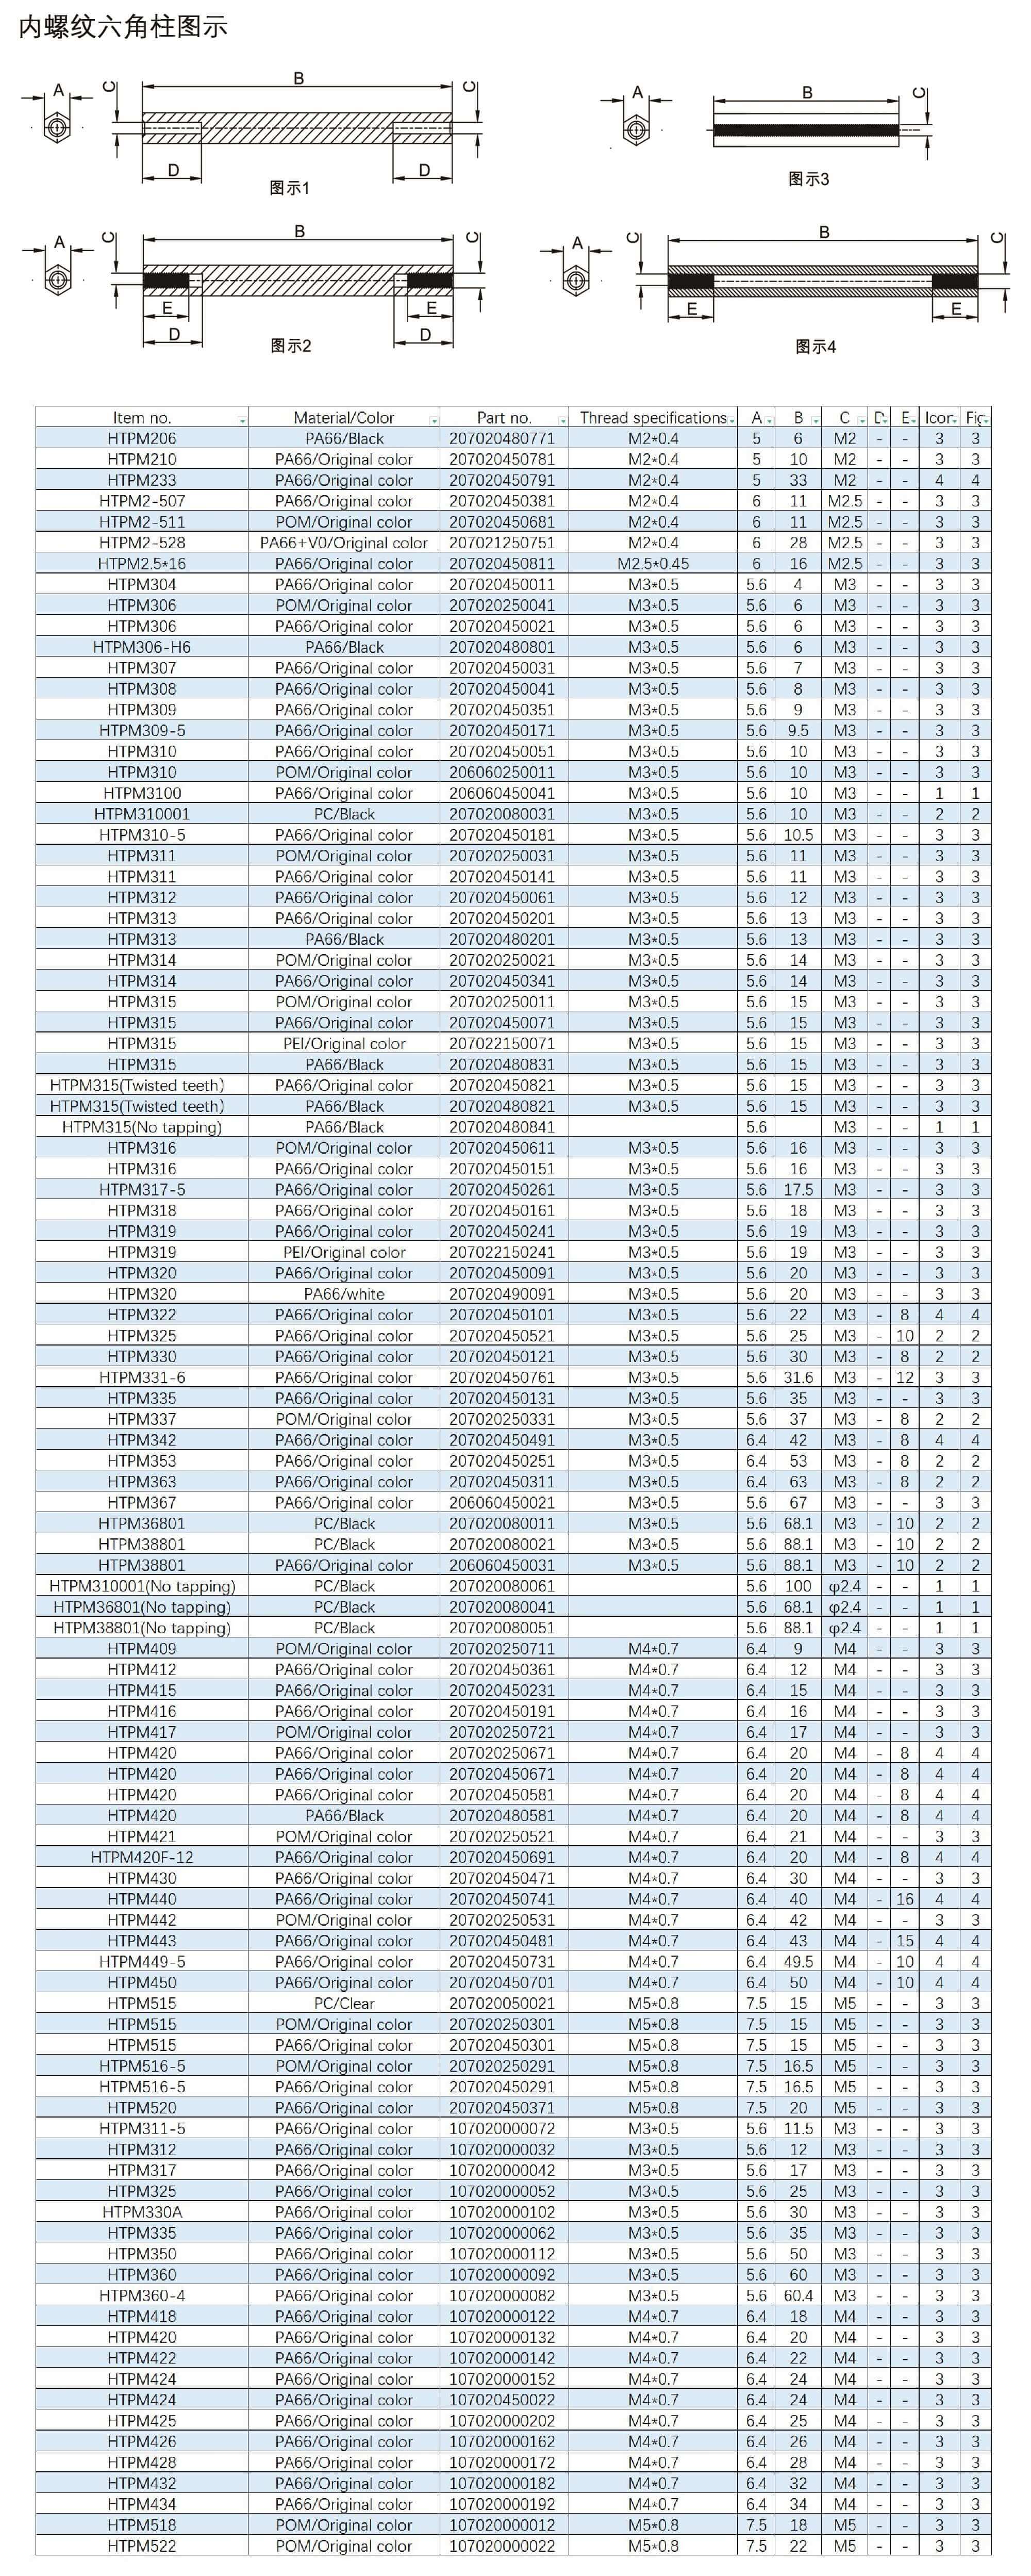 内螺纹六角柱图示
A C B C D D 图示1
A B C 图示3
A C B C E E D D 图示2
A C B C E E 图示4
Item no. Material/Color Part no. Thread specifications A B C D E Icon Fig
HTPM206 PA66/Black 207020480771 M2*0.4 5 6 M2 - - 3 3
HTPM210 PA66/Original color 207020450781 M2*0.4 5 10 M2 - - 3 3
HTPM233 PA66/Original color 207020450791 M2*0.4 5 33 M2 - - 4 4
HTPM2-507 PA66/Original color 207020450381 M2*0.4 6 11 M2.5 - - 3 3
HTPM2-511 POM/Original color 207020450681 M2*0.4 6 11 M2.5 - - 3 3
HTPM2-528 PA66+V0/Original color 207021250751 M2*0.4 6 28 M2.5 - - 3 3
HTPM2.5*16 PA66/Original color 207020450811 M2.5*0.45 6 16 M2.5 - - 3 3
HTPM304 PA66/Original color 207020450011 M3*0.5 5.6 4 M3 - - 3 3
HTPM306 POM/Original color 207020250041 M3*0.5 5.6 6 M3 - - 3 3
HTPM306 PA66/Original color 207020450021 M3*0.5 5.6 6 M3 - - 3 3
HTPM306-H6 PA66/Black 207020480801 M3*0.5 5.6 6 M3 - - 3 3
HTPM307 PA66/Original color 207020450031 M3*0.5 5.6 7 M3 - - 3 3
HTPM308 PA66/Original color 207020450041 M3*0.5 5.6 8 M3 - - 3 3
HTPM309 PA66/Original color 207020450351 M3*0.5 5.6 9 M3 - - 3 3
HTPM309-5 PA66/Original color 207020450171 M3*0.5 5.6 9.5 M3 - - 3 3
HTPM310 PA66/Original color 207020450051 M3*0.5 5.6 10 M3 - - 3 3
HTPM310 POM/Original color 206060250011 M3*0.5 5.6 10 M3 - - 3 3
HTPM3100 PA66/Original color 206060450041 M3*0.5 5.6 10 M3 - - 1 1
HTPM310001 PC/Black 207020080031 M3*0.5 5.6 10 M3 - - 2 2
HTPM310-5 PA66/Original color 207020450181 M3*0.5 5.6 10.5 M3 - - 3 3
HTPM311 POM/Original color 207020250031 M3*0.5 5.6 11 M3 - - 3 3
HTPM311 PA66/Original color 207020450141 M3*0.5 5.6 11 M3 - - 3 3
HTPM312 PA66/Original color 207020450061 M3*0.5 5.6 12 M3 - - 3 3
HTPM313 PA66/Original color 207020450201 M3*0.5 5.6 13 M3 - - 3 3
HTPM313 PA66/Black 207020480201 M3*0.5 5.6 13 M3 - - 3 3
HTPM314 POM/Original color 207020250021 M3*0.5 5.6 14 M3 - - 3 3
HTPM314 PA66/Original color 207020450341 M3*0.5 5.6 14 M3 - - 3 3
HTPM315 POM/Original color 207020250011 M3*0.5 5.6 15 M3 - - 3 3
HTPM315 PA66/Original color 207020450071 M3*0.5 5.6 15 M3 - - 3 3
HTPM315 PEI/Original color 207022150071 M3*0.5 5.6 15 M3 - - 3 3
HTPM315 PA66/Black 207020480831 M3*0.5 5.6 15 M3 - - 3 3
HTPM315(Twisted teeth) PA66/Original color 207020450821 M3*0.5 5.6 15 M3 - - 3 3
HTPM315(Twisted teeth) PA66/Black 207020480821 M3*0.5 5.6 15 M3 - - 3 3
HTPM315(No tapping) PA66/Black 207020480841 5.6 M3 - - 1 1
HTPM316 POM/Original color 207020450611 M3*0.5 5.6 16 M3 - - 3 3
HTPM316 PA66/Original color 207020450151 M3*0.5 5.6 16 M3 - - 3 3
HTPM317-5 PA66/Original color 207020450261 M3*0.5 5.6 17.5 M3 - - 3 3
HTPM318 PA66/Original color 207020450161 M3*0.5 5.6 18 M3 - - 3 3
HTPM319 PA66/Original color 207020450241 M3*0.5 5.6 19 M3 - - 3 3
HTPM319 PEI/Original color 207022150241 M3*0.5 5.6 19 M3 - - 3 3
HTPM320 PA66/Original color 207020450091 M3*0.5 5.6 20 M3 - - 3 3
HTPM320 PA66/white 207020490091 M3*0.5 5.6 20 M3 - - 3 3
HTPM322 PA66/Original color 207020450101 M3*0.5 5.6 22 M3 - 8 4 4
HTPM325 PA66/Original color 207020450521 M3*0.5 5.6 25 M3 - 10 2 2
HTPM330 PA66/Original color 207020450121 M3*0.5 5.6 30 M3 - 8 2 2
HTPM331-6 PA66/Original color 207020450761 M3*0.5 5.6 31.6 M3 - 12 3 3
HTPM335 PA66/Original color 207020450131 M3*0.5 5.6 35 M3 - - 3 3
HTPM337 POM/Original color 207020250331 M3*0.5 5.6 37 M3 - 8 2 2
HTPM342 PA66/Original color 207020450491 M3*0.5 6.4 42 M3 - 8 4 4
HTPM353 PA66/Original color 207020450251 M3*0.5 6.4 53 M3 - 8 2 2
HTPM363 PA66/Original color 207020450311 M3*0.5 6.4 63 M3 - 8 2 2
HTPM367 PA66/Original color 206060450021 M3*0.5 5.6 67 M3 - - 3 3
HTPM36801 PC/Black 207020080011 M3*0.5 5.6 68.1 M3 - 10 2 2
HTPM38801 PC/Black 207020080021 M3*0.5 5.6 88.1 M3 - 10 2 2
HTPM38801 PA66/Original color 206060450031 M3*0.5 5.6 88.1 M3 - 10 2 2
HTPM310001(No tapping) PC/Black 207020080061 5.6 100 φ2.4 - - 1 1
HTPM36801(No tapping) PC/Black 207020080041 5.6 68.1 φ2.4 - - 1 1
HTPM38801(No tapping) PC/Black 207020080051 5.6 88.1 φ2.4 - - 1 1
HTPM409 POM/Original color 207020250711 M4*0.7 6.4 9 M4 - - 3 3
HTPM412 PA66/Original color 207020450361 M4*0.7 6.4 12 M4 - - 3 3
HTPM415 PA66/Original color 207020450231 M4*0.7 6.4 15 M4 - - 3 3
HTPM416 PA66/Original color 207020450191 M4*0.7 6.4 16 M4 - - 3 3
HTPM417 POM/Original color 207020250721 M4*0.7 6.4 17 M4 - - 3 3
HTPM420 PA66/Original color 207020250671 M4*0.7 6.4 20 M4 - 8 4 4
HTPM420 PA66/Original color 207020450671 M4*0.7 6.4 20 M4 - 8 4 4
HTPM420 PA66/Original color 207020450581 M4*0.7 6.4 20 M4 - 8 4 4
HTPM420 PA66/Black 207020480581 M4*0.7 6.4 20 M4 - 8 4 4
HTPM421 POM/Original color 207020250521 M4*0.7 6.4 21 M4 - - 3 3
HTPM420F-12 PA66/Original color 207020450691 M4*0.7 6.4 20 M4 - 8 4 4
HTPM430 PA66/Original color 207020450471 M4*0.7 6.4 30 M4 - - 3 3
HTPM440 PA66/Original color 207020450741 M4*0.7 6.4 40 M4 - 16 4 4
HTPM442 POM/Original color 207020250531 M4*0.7 6.4 42 M4 - - 3 3
HTPM443 PA66/Original color 207020450481 M4*0.7 6.4 43 M4 - 15 4 4
HTPM449-5 PA66/Original color 207020450731 M4*0.7 6.4 49.5 M4 - 10 4 4
HTPM450 PA66/Original color 207020450701 M4*0.7 6.4 50 M4 - 10 4 4
HTPM515 PC/Clear 207020050021 M5*0.8 7.5 15 M5 - - 3 3
HTPM515 POM/Original color 207020250301 M5*0.8 7.5 15 M5 - - 3 3
HTPM515 PA66/Original color 207020450301 M5*0.8 7.5 15 M5 - - 3 3
HTPM516-5 POM/Original color 207020250291 M5*0.8 7.5 16.5 M5 - - 3 3
HTPM516-5 PA66/Original color 207020450291 M5*0.8 7.5 16.5 M5 - - 3 3
HTPM520 PA66/Original color 207020450371 M5*0.8 7.5 20 M5 - - 3 3
HTPM311-5 PA66/Original color 107020000072 M3*0.5 5.6 11.5 M3 - - 3 3
HTPM312 PA66/Original color 107020000032 M3*0.5 5.6 12 M3 - - 3 3
HTPM317 PA66/Original color 107020000042 M3*0.5 5.6 17 M3 - - 3 3
HTPM325 PA66/Original color 107020000052 M3*0.5 5.6 25 M3 - - 3 3
HTPM330A PA66/Original color 107020000102 M3*0.5 5.6 30 M3 - - 3 3
HTPM335 PA66/Original color 107020000062 M3*0.5 5.6 35 M3 - - 3 3
HTPM350 PA66/Original color 107020000112 M3*0.5 5.6 50 M3 - - 3 3
HTPM360 PA66/Original color 107020000092 M3*0.5 5.6 60 M3 - - 3 3
HTPM360-4 PA66/Original color 107020000082 M3*0.5 5.6 60.4 M3 - - 3 3
HTPM418 PA66/Original color 107020000122 M4*0.7 6.4 18 M4 - - 3 3
HTPM420 PA66/Original color 107020000132 M4*0.7 6.4 20 M4 - - 3 3
HTPM422 PA66/Original color 107020000142 M4*0.7 6.4 22 M4 - - 3 3
HTPM424 PA66/Original color 107020000152 M4*0.7 6.4 24 M4 - - 3 3
HTPM424 PA66/Original color 107020450022 M4*0.7 6.4 24 M4 - - 3 3
HTPM425 PA66/Original color 107020000202 M4*0.7 6.4 25 M4 - - 3 3
HTPM426 PA66/Original color 107020000162 M4*0.7 6.4 26 M4 - - 3 3
HTPM428 PA66/Original color 107020000172 M4*0.7 6.4 28 M4 - - 3 3
HTPM432 PA66/Original color 107020000182 M4*0.7 6.4 32 M4 - - 3 3
HTPM434 PA66/Original color 107020000192 M4*0.7 6.4 34 M4 - - 3 3
HTPM518 POM/Original color 107020000012 M5*0.8 7.5 18 M5 - - 3 3
HTPM522 POM/Original color 107020000022 M5*0.8 7.5 22 M5 - - 3 3